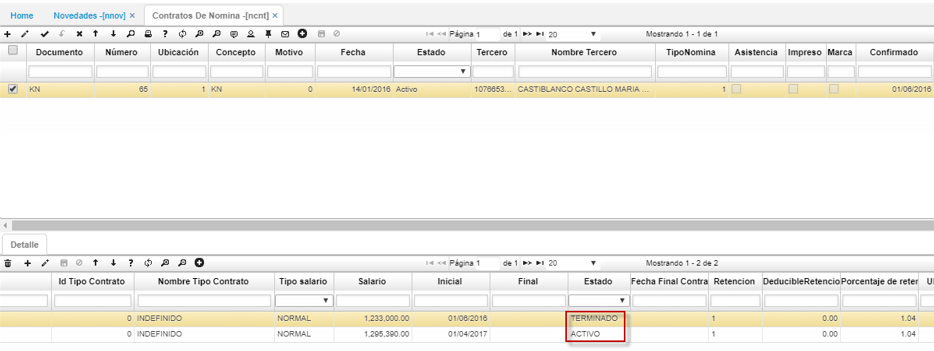 Home Novedades -[nnov] × Contratos De Nomina -[ncnt] ×
Página 1 de 1 20 Mostrando 1 - 1 de 1
Documento Número Ubicación Concepto Motivo Fecha Estado Tercero Nombre Tercero TipoNomina Asistencia Impreso Marca Confirmado
KN 65 1 KN 0 14/01/2016 Activo 1076653... CASTIBLANCO CASTILLO MARIA ... 1 01/06/2016
Detalle
Página 1 de 1 20 Mostrando 1 - 2 de 2
Id Tipo Contrato Nombre Tipo Contrato Tipo salario Salario Inicial Final Estado Fecha Final Contra Retencion DeducibleRetencio Porcentaje de reter Ul
0 INDEFINIDO NORMAL 1,233,000.00 01/06/2016 TERMINADO 1 0.00 1.04
0 INDEFINIDO NORMAL 1,295,390.00 01/04/2017 ACTIVO 1 0.00 1.04